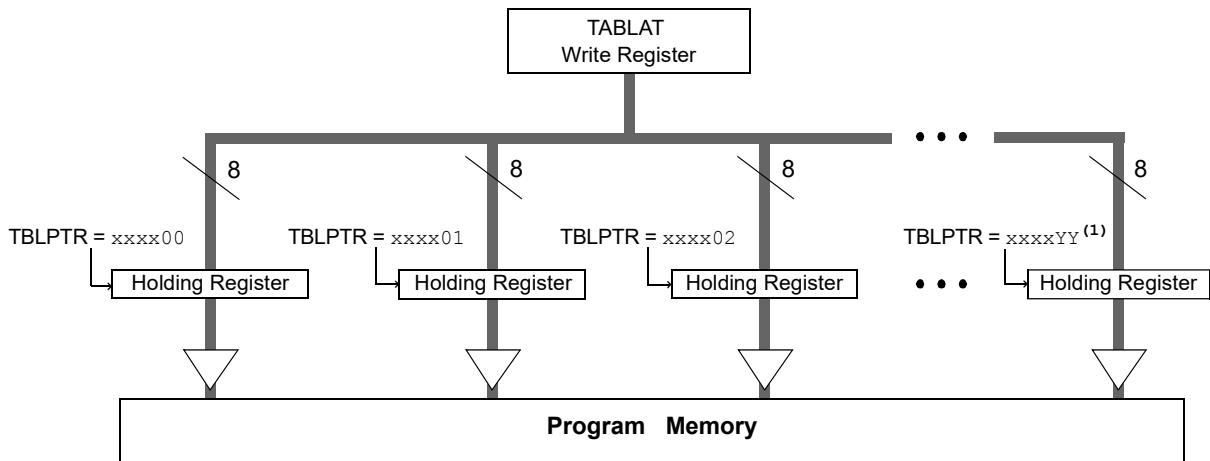 TABLAT
Write Register
8 8 8 8
TBLPTR = xxxx00 TBLPTR = xxxx01 TBLPTR = xxxx02 TBLPTR = xxxxYY(1)
Holding Register Holding Register Holding Register Holding Register
Program Memory